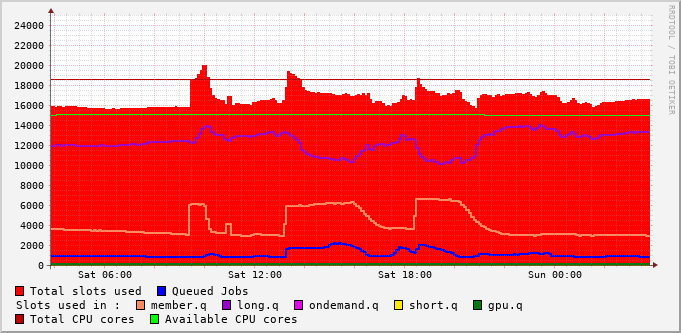 RRDTOOL / TOBI OETIKER
24000
22000
20000
18000
16000
14000
12000
10000
8000
6000
4000
2000
0
Sat 06:00 Sat 12:00 Sat 18:00 Sun 00:00
Total slots used Queued Jobs
Slots used in : member.q long.q ondemand.q short.q gpu.q
Total CPU cores Available CPU cores